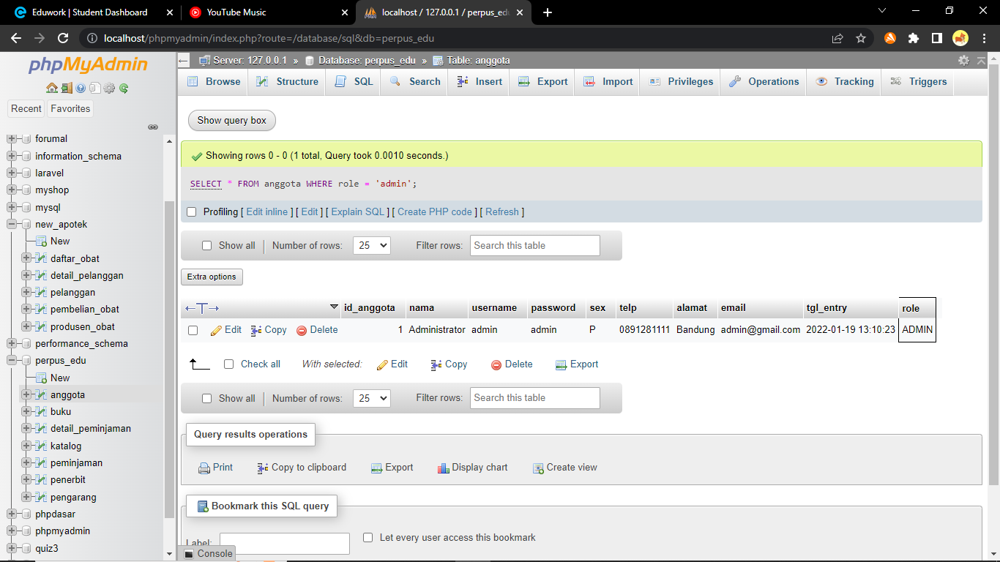 Eduwork | Student Dashboard
YouTube Music
localhost / 127.0.0.1 / perpus_edu
localhost/phpmyadmin/index.php?route=/database/sql&db=perpus_edu
phpMyAdmin
Recent Favorites
forumal
information_schema
laravel
myshop
mysql
new_apotek
New
daftar_obat
detail_pelanggan
pelanggan
pembelian_obat
produsen_obat
performance_schema
perpus_edu
New
anggota
buku
detail_peminjaman
katalog
peminjaman
penerbit
pengarang
phpdasar
phpmyadmin
quiz3
Server: 127.0.0.1 » Database: perpus_edu » Table: anggota
Browse Structure SQL Search Insert Export Import Privileges Operations Tracking Triggers
Show query box
Showing rows 0 - 0 (1 total, Query took 0.0010 seconds.)
SELECT * FROM anggota WHERE role = 'admin';
Profiling [ Edit inline ] [ Edit ] [ Explain SQL ] [ Create PHP code ] [ Refresh ]
Show all Number of rows: 25 Filter rows: Search this table
Extra options
id_anggota nama username password sex telp alamat email tgl_entry role
Edit Copy Delete 1 Administrator admin admin P 0891281111 Bandung admin@gmail.com 2022-01-19 13:10:23 ADMIN
Check all With selected: Edit Copy Delete Export
Show all Number of rows: 25 Filter rows: Search this table
Query results operations
Print Copy to clipboard Export Display chart Create view
Bookmark this SQL query
Label: Let every user access this bookmark
Console